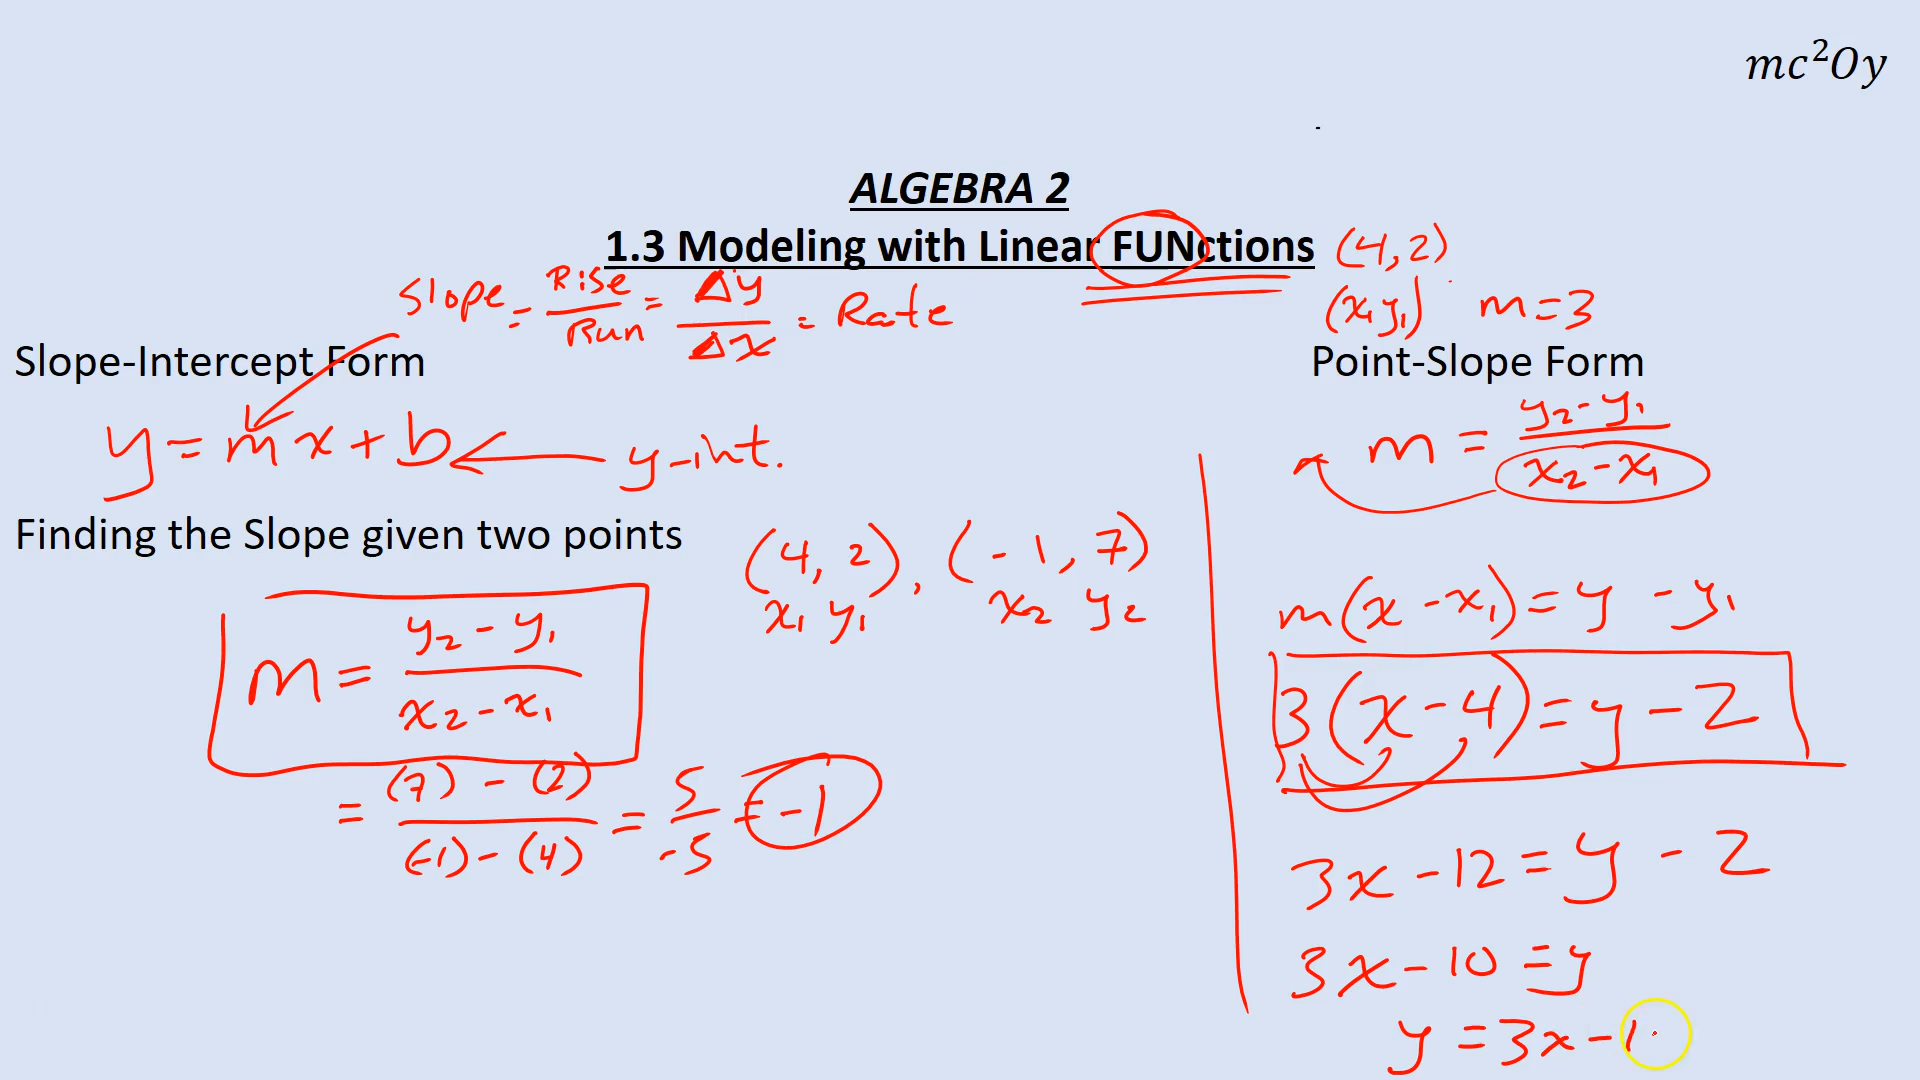 mc²Oy
ALGEBRA 2
1.3 Modeling with Linear FUNctions
(4, 2)
Slope = Rise/Run = Δy/Δx = Rate
(x₁ y₁) m = 3
Slope-Intercept Form
y = mx + b
y-int.
Finding the Slope given two points
(4, 2), (-1, 7)
x₁ y₁ x₂ y₂
m = y₂ - y₁ / x₂ - x₁
= (7) - (2) / (-1) - (4) = 5/-5 = -1
Point-Slope Form
m = y₂ - y₁ / x₂ - x₁
m(x - x₁) = y - y₁
3(x - 4) = y - 2
3x - 12 = y - 2
3x - 10 = y
y = 3x - 1